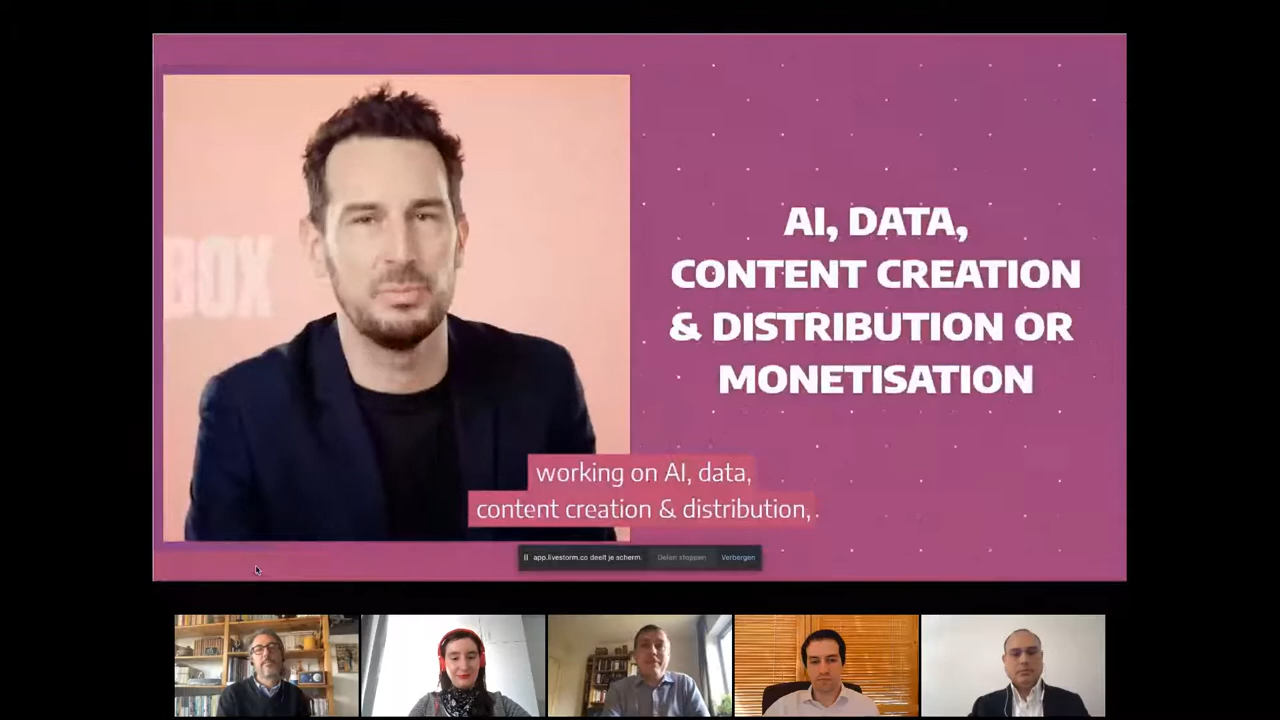 BOX
AI, DATA,
CONTENT CREATION
& DISTRIBUTION OR
MONETISATION
working on AI, data,
content creation & distribution,
app.livestorm.co deelt je scherm.
Delen stoppen
Verbergen